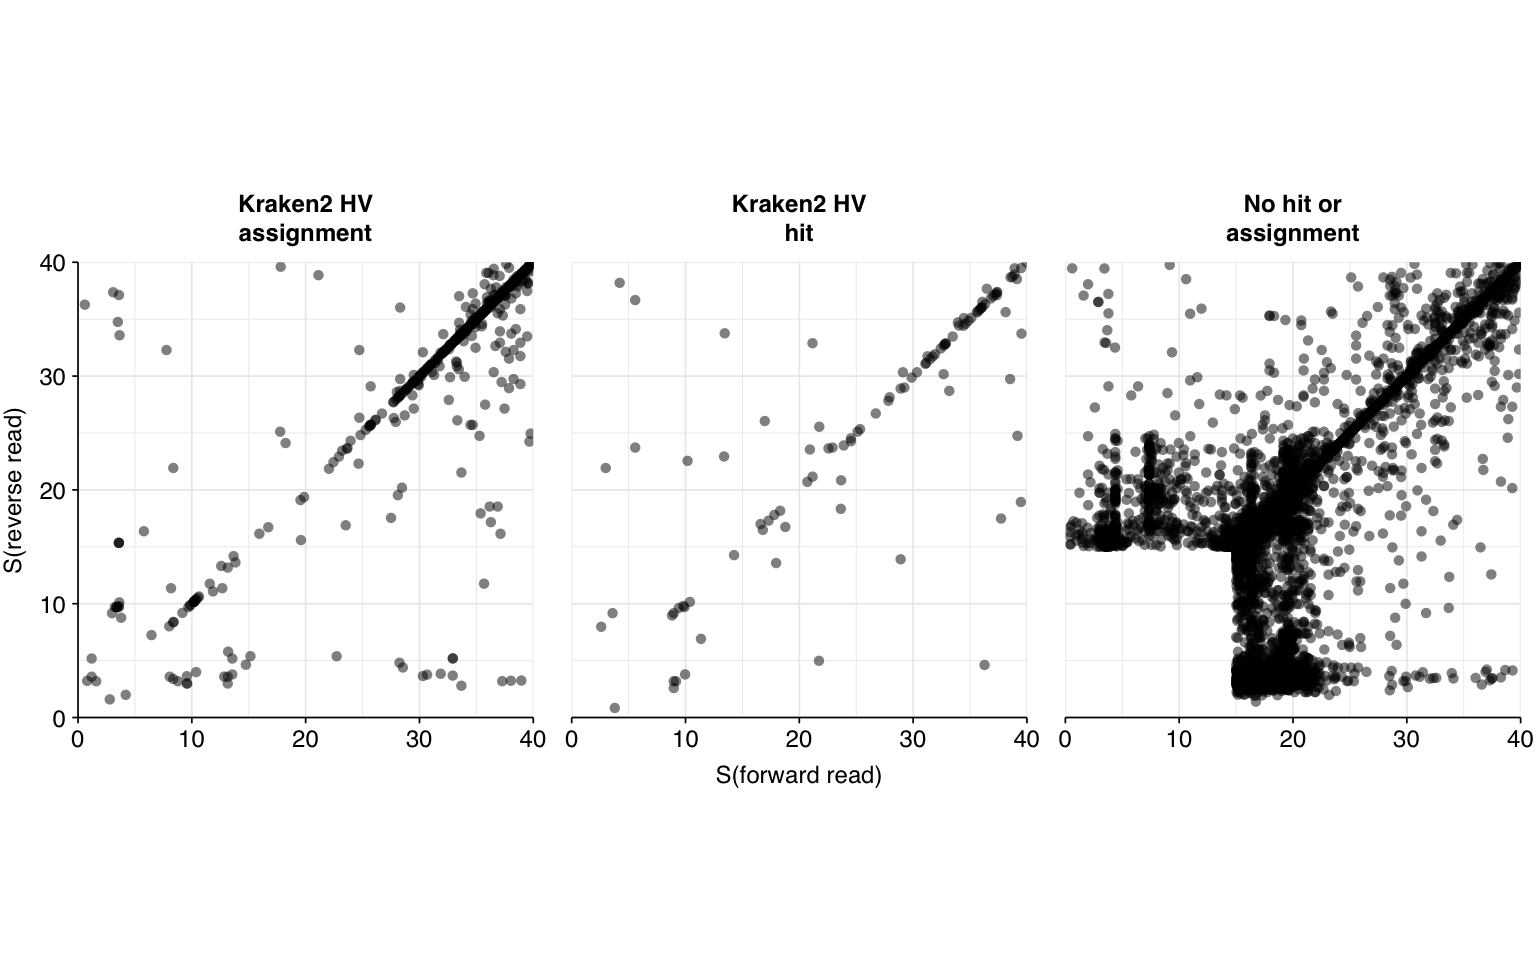 Kraken2 HV
assignment
Kraken2 HV
hit
No hit or
assignment
S(reverse read)
40
30
20
10
0
0 10 20 30 40
0 10 20 30 40
0 10 20 30 40
S(forward read)